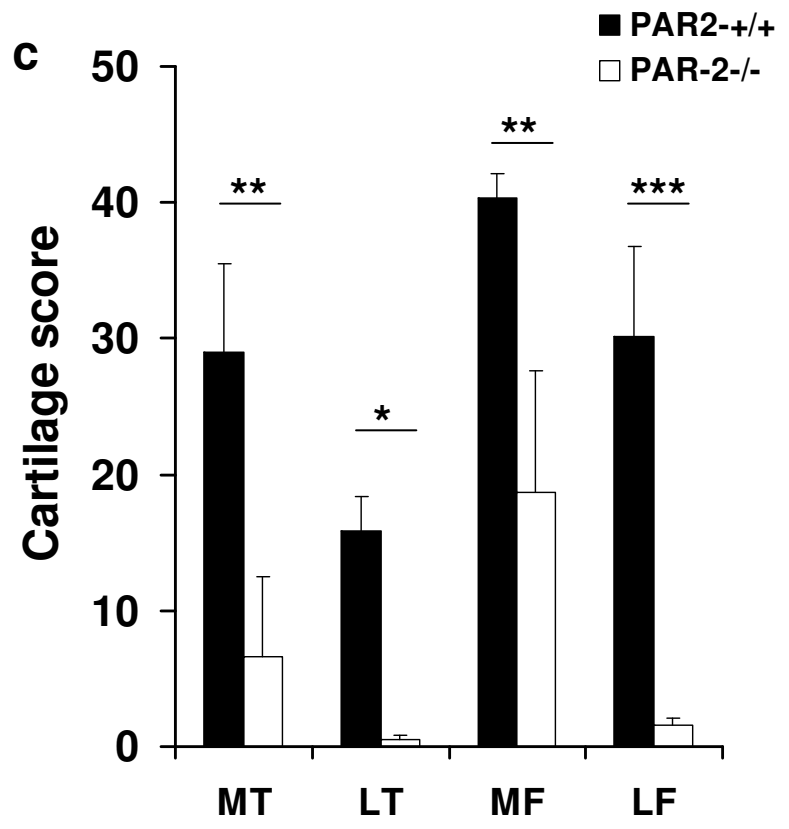 c
PAR2-+/+
PAR-2-/-
50
40
30
20
10
0
Cartilage score
**
*
**
***
MT LT MF LF